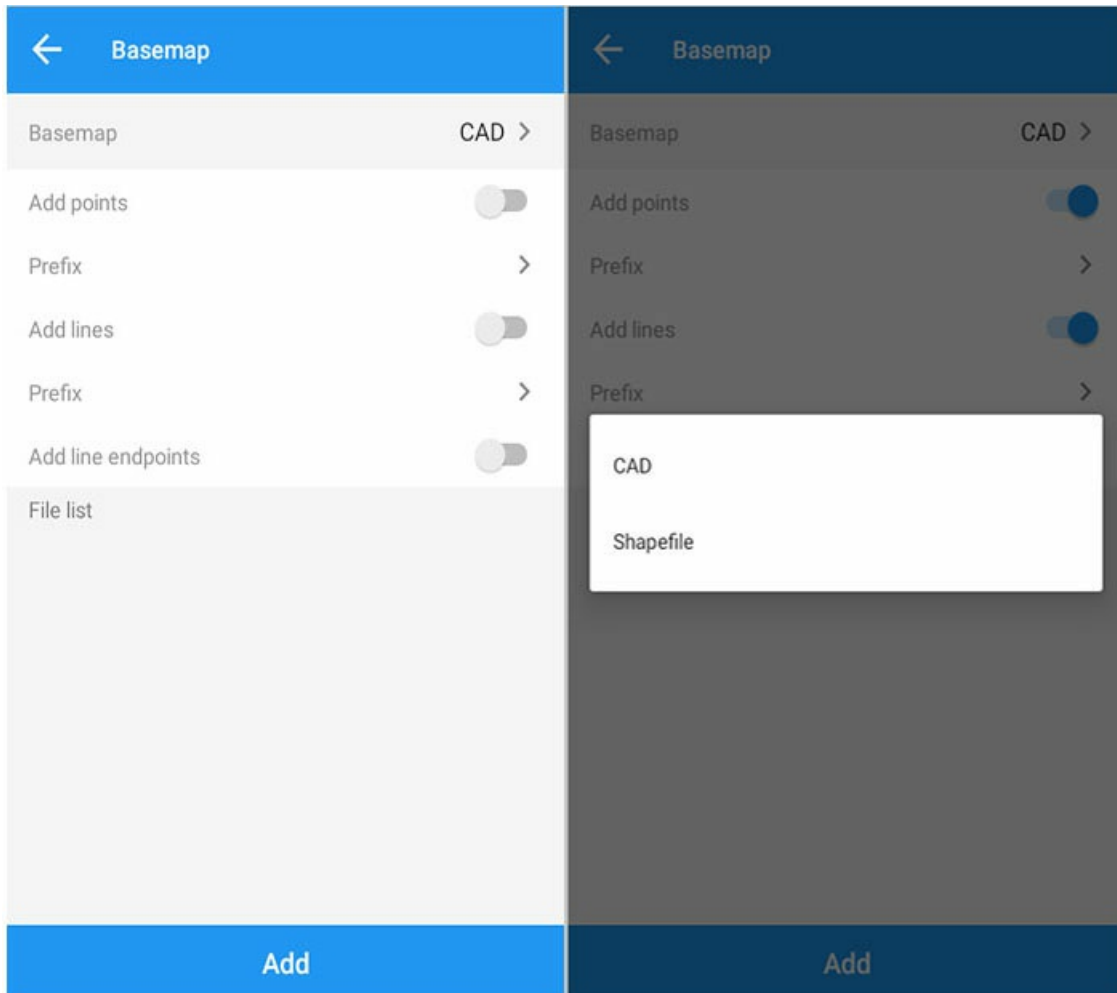 Basemap
Basemap CAD
Add points
Prefix
Add lines
Prefix
Add line endpoints
File list
Add
Basemap
Basemap CAD
Add points
Prefix
Add lines
Prefix
CAD
Shapefile
Add